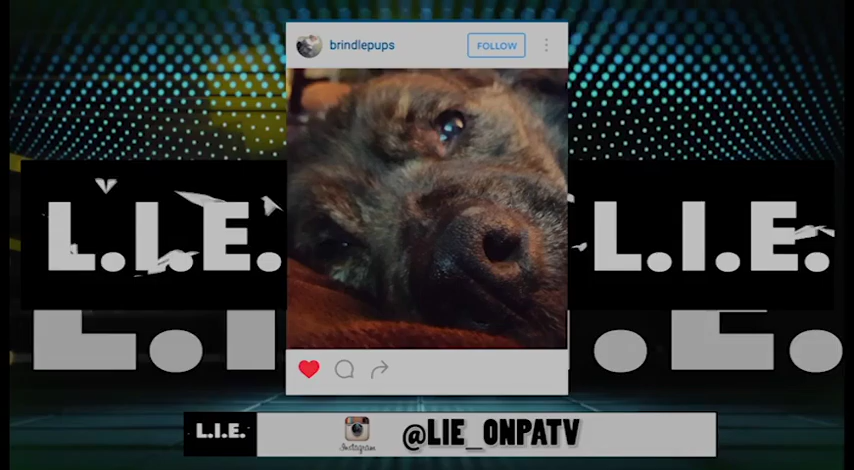 brindlepups
FOLLOW
L.I.E.
L.I.E.
L.I.E.
L.I.E.
Instagram
@LIE_ONPATV